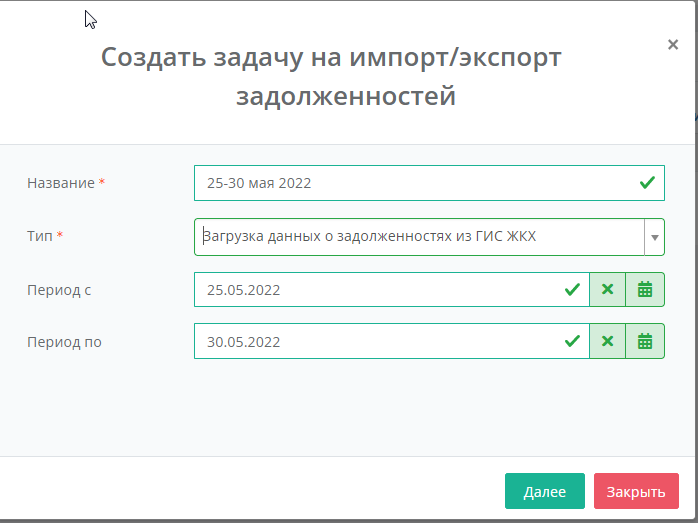 Создать задачу на импорт/экспорт
задолженностей
×
Название *
25-30 мая 2022
Тип *
Загрузка данных о задолженностях из ГИС ЖКХ
Период с
25.05.2022
Период по
30.05.2022
Далее
Закрыть